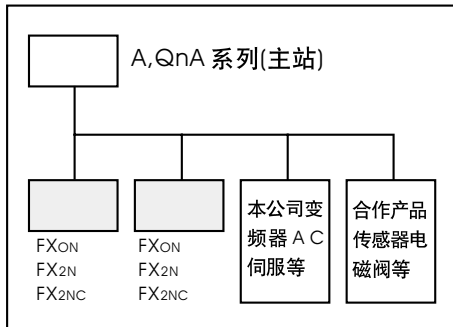 A,QnA 系列(主站)
FXON
FX2N
FX2NC
FXON
FX2N
FX2NC
本公司变
频器 A C
伺服等
合作产品
传感器电
磁阀等